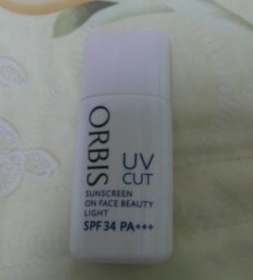 ORBIS
UV
CUT
SUNSCREEN
ON FACE BEAUTY
LIGHT
SPF34 PA+++